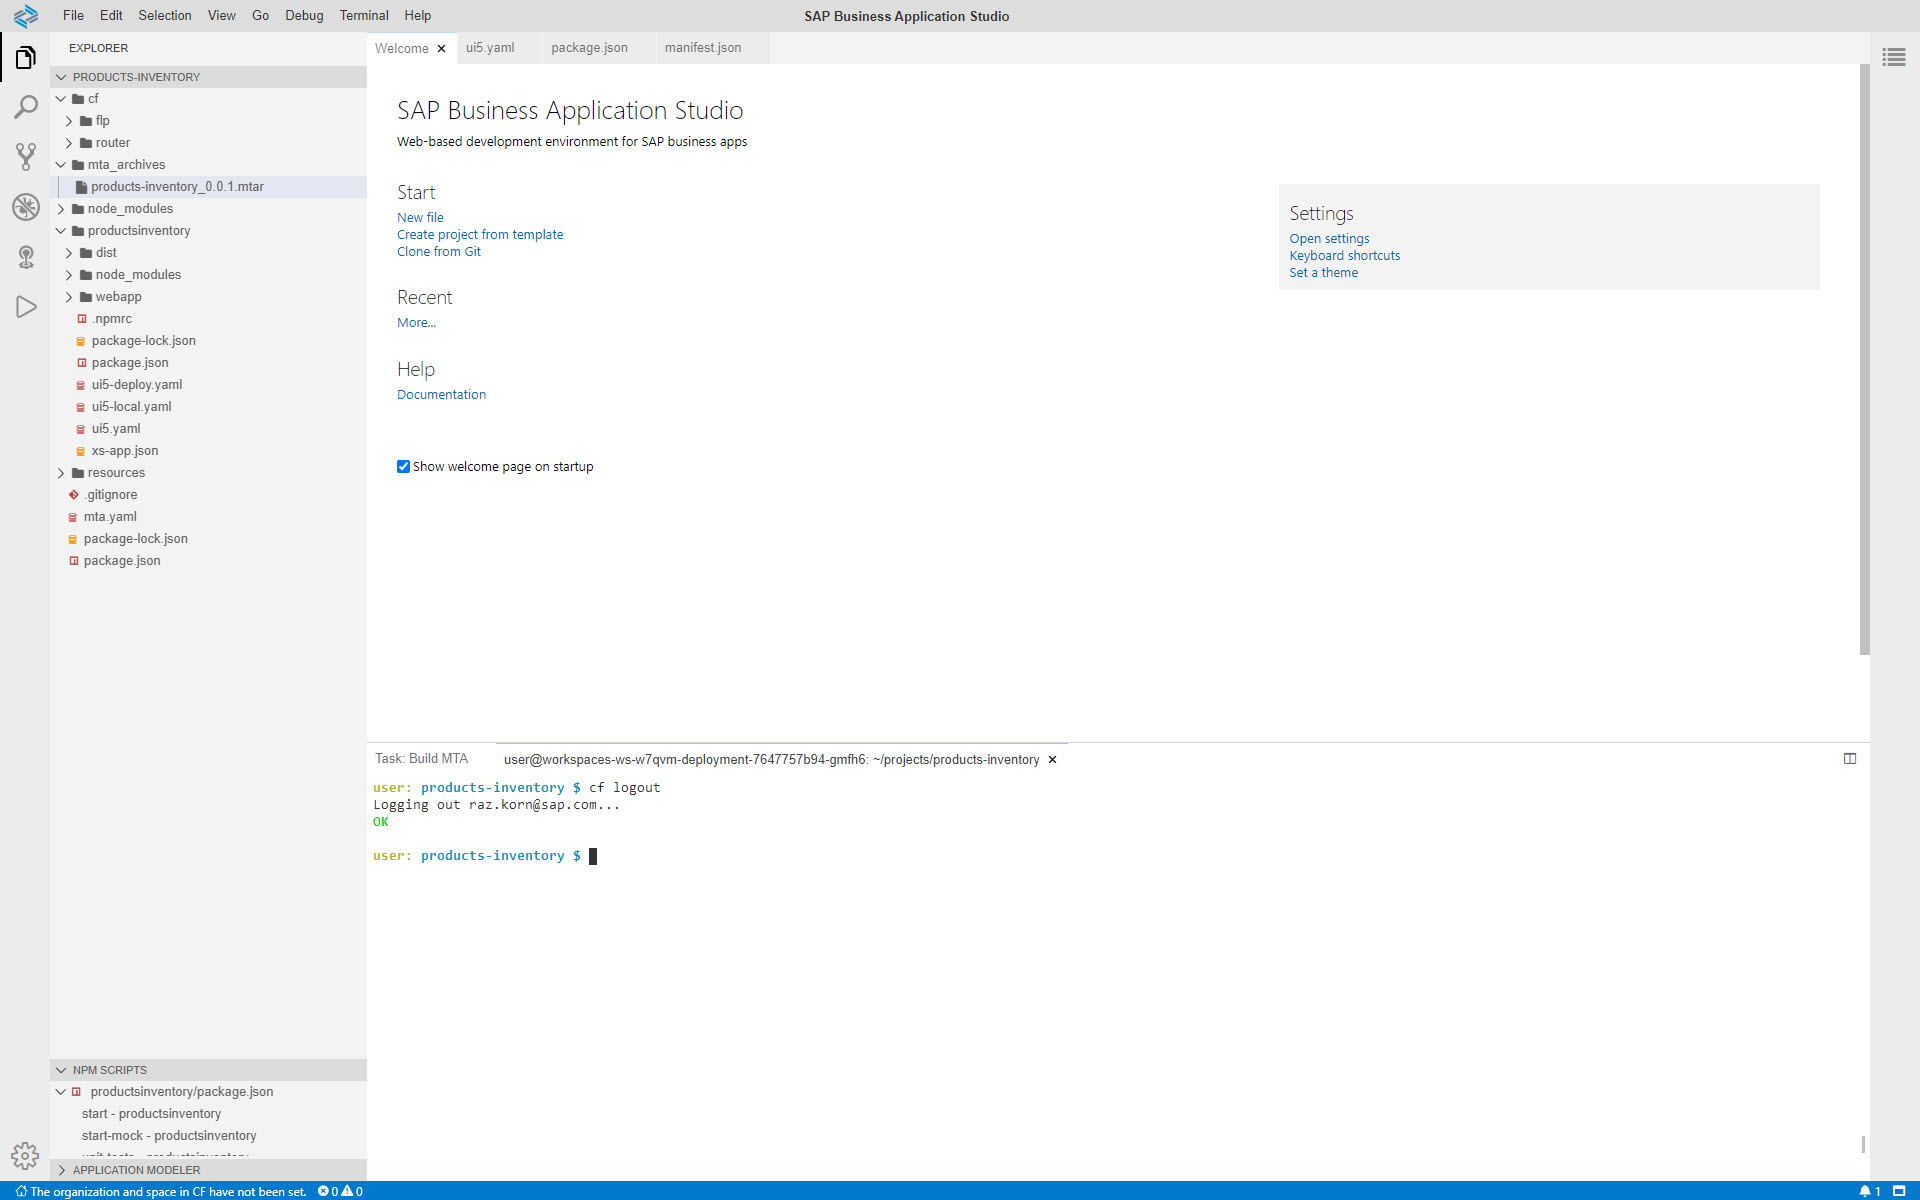 File Edit Selection View Go Debug Terminal Help
SAP Business Application Studio
EXPLORER
PRODUCTS-INVENTORY
cf
flp
router
mta_archives
products-inventory_0.0.1.mtar
node_modules
productsinventory
dist
node_modules
webapp
.npmrc
package-lock.json
package.json
ui5-deploy.yaml
ui5-local.yaml
ui5.yaml
xs-app.json
resources
.gitignore
mta.yaml
package-lock.json
package.json
NPM SCRIPTS
productsinventory/package.json
start - productsinventory
start-mock - productsinventory
unit-tests - productsinventory
APPLICATION MODELER
Welcome ui5.yaml package.json manifest.json
SAP Business Application Studio
Web-based development environment for SAP business apps
Start
New file
Create project from template
Clone from Git
Recent
More...
Help
Documentation
Show welcome page on startup
Settings
Open settings
Keyboard shortcuts
Set a theme
Task: Build MTA user@workspaces-ws-w7qvm-deployment-7647757b94-gmfh6: ~/projects/products-inventory
user: products-inventory $ cf logout
Logging out raz.korn@sap.com...
OK
user: products-inventory $
The organization and space in CF have not been set. 0 0 1